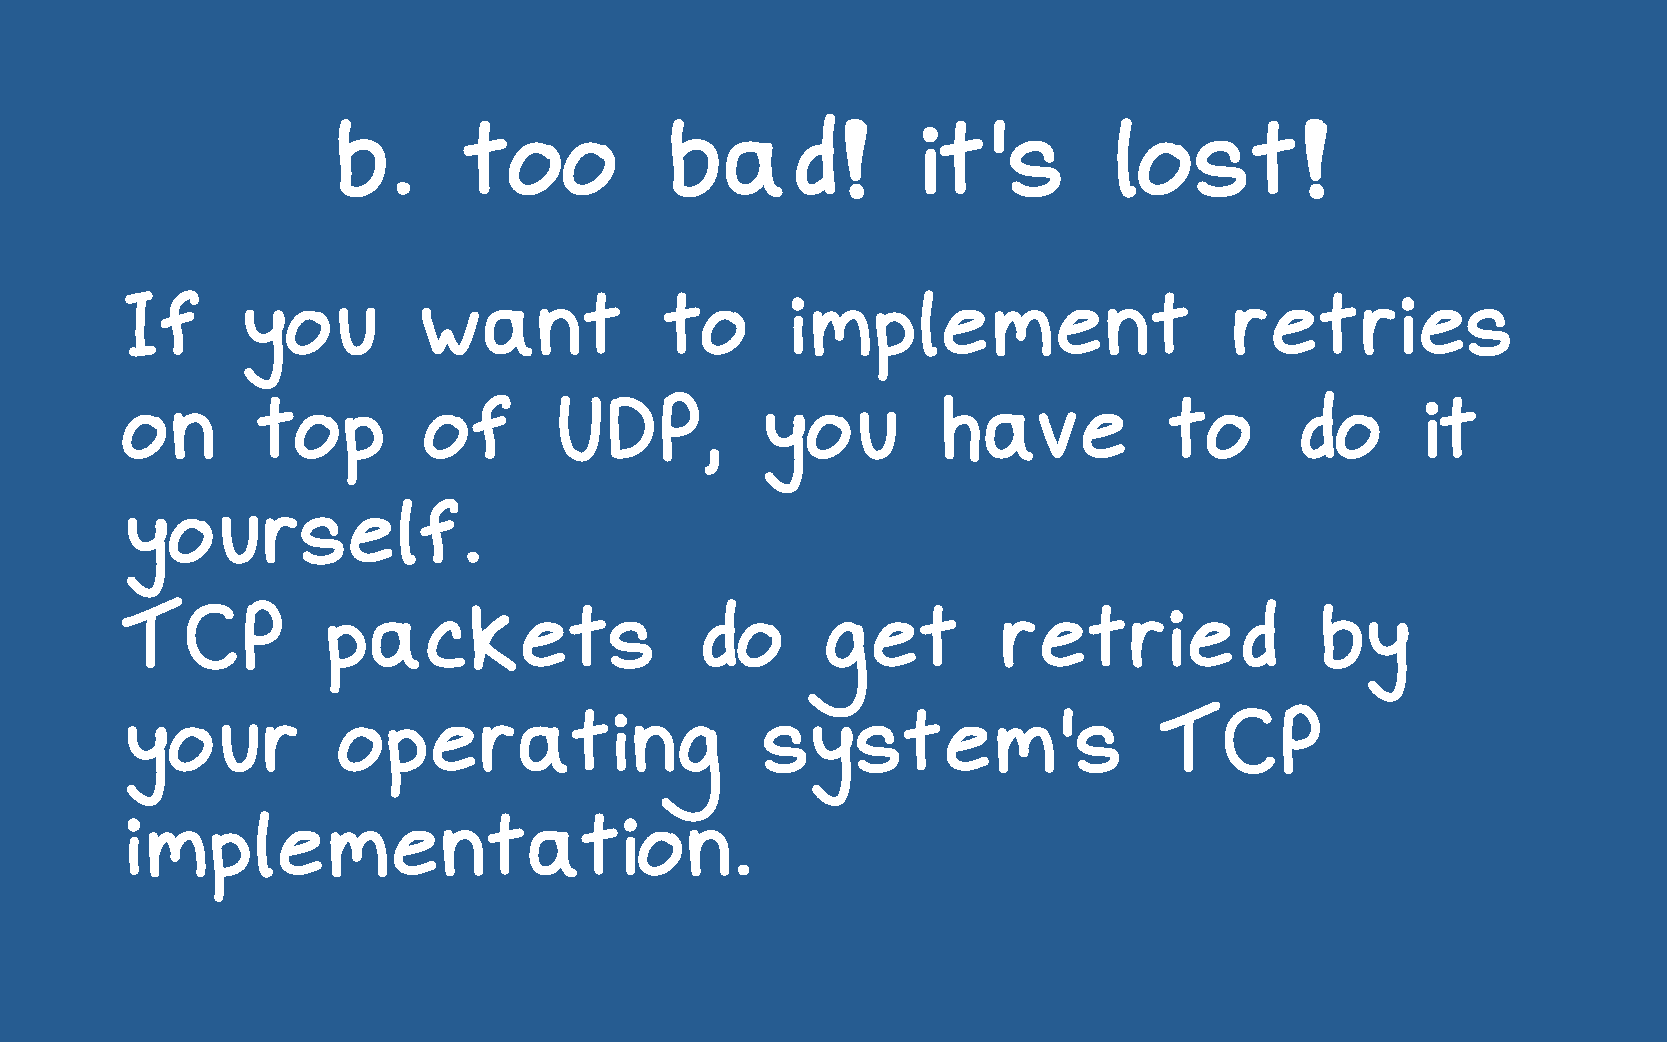 b. too bad! it's lost!
If you want to implement retries
on top of UDP, you have to do it
yourself.
TCP packets do get retried by
your operating system's TCP
implementation.